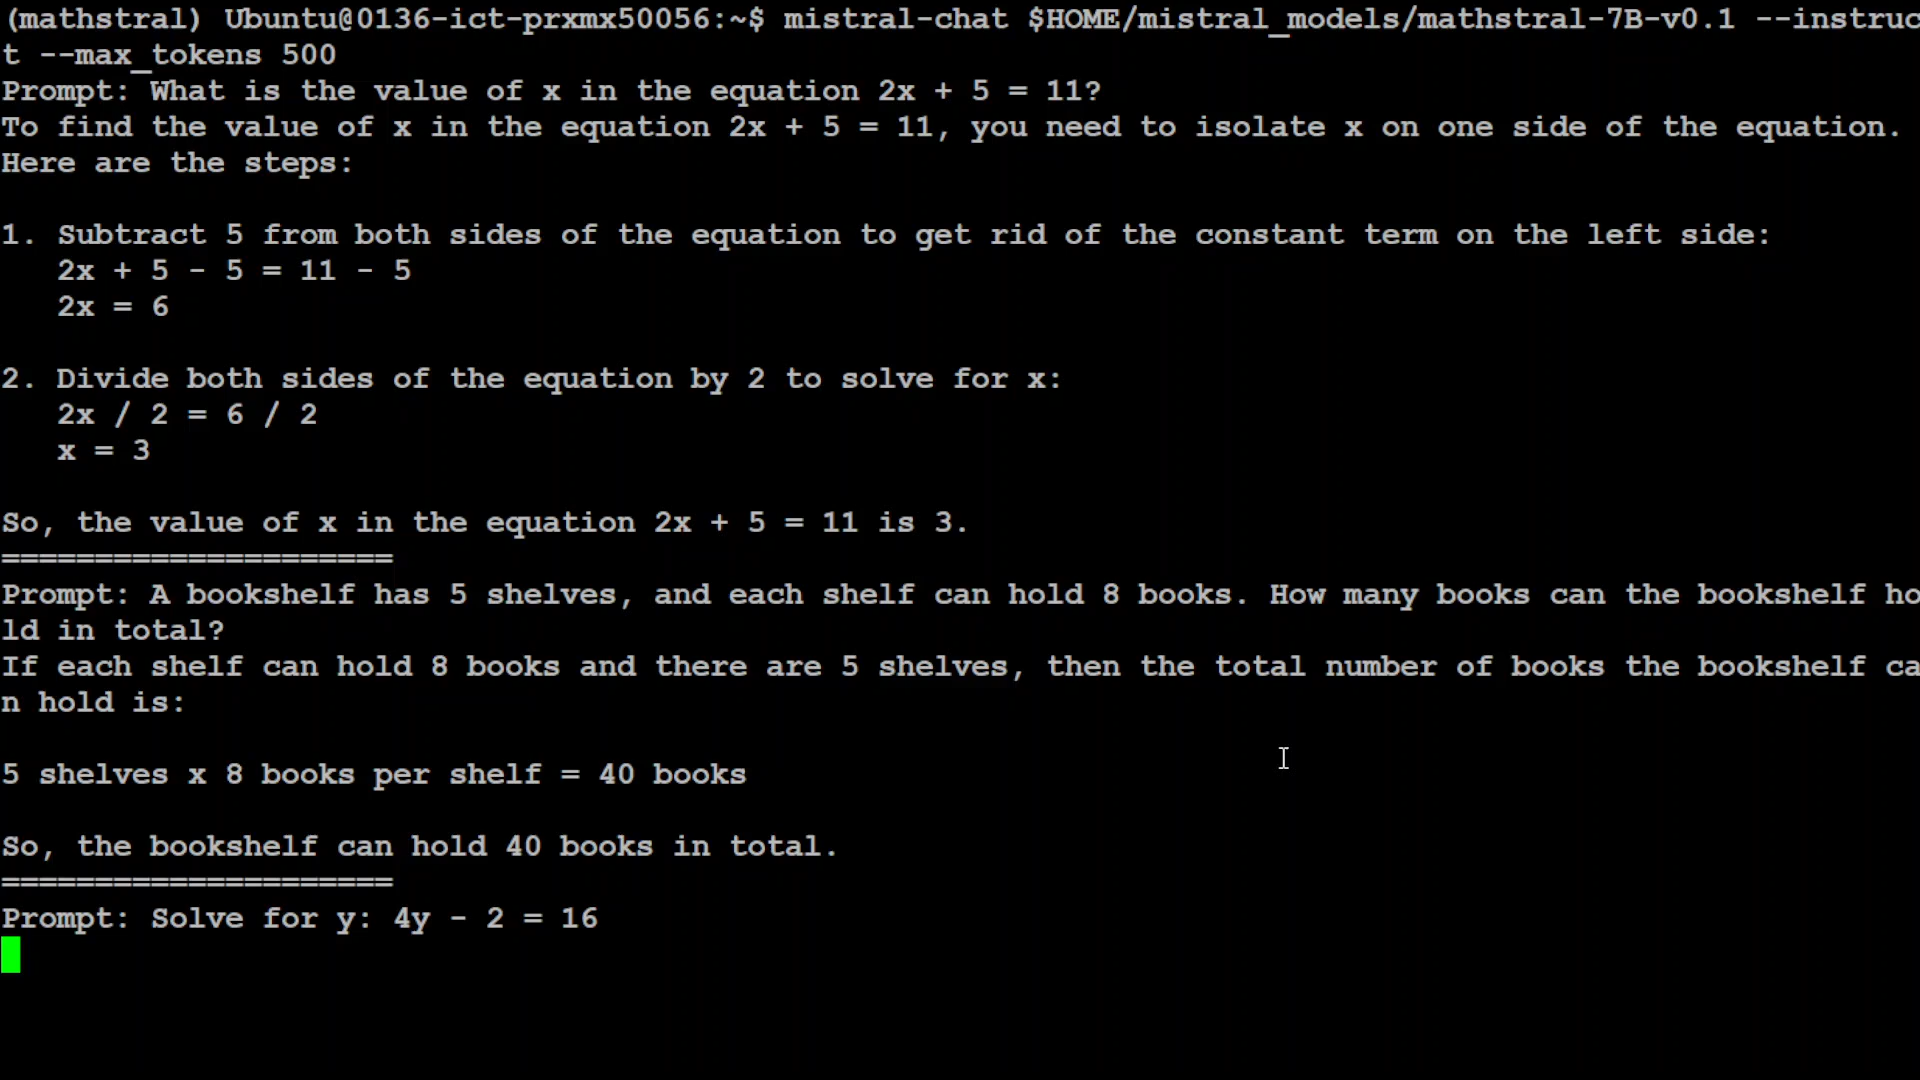 (mathstral) Ubuntu@0136-ict-prxmx50056:~$ mistral-chat $HOME/mistral_models/mathstral-7B-v0.1 --instruc
t --max_tokens 500
Prompt: What is the value of x in the equation 2x + 5 = 11?
To find the value of x in the equation 2x + 5 = 11, you need to isolate x on one side of the equation.
Here are the steps:

1. Subtract 5 from both sides of the equation to get rid of the constant term on the left side:
   2x + 5 - 5 = 11 - 5
   2x = 6

2. Divide both sides of the equation by 2 to solve for x:
   2x / 2 = 6 / 2
   x = 3

So, the value of x in the equation 2x + 5 = 11 is 3.
=====================
Prompt: A bookshelf has 5 shelves, and each shelf can hold 8 books. How many books can the bookshelf ho
ld in total?
If each shelf can hold 8 books and there are 5 shelves, then the total number of books the bookshelf ca
n hold is:

5 shelves x 8 books per shelf = 40 books

So, the bookshelf can hold 40 books in total.
=====================
Prompt: Solve for y: 4y - 2 = 16